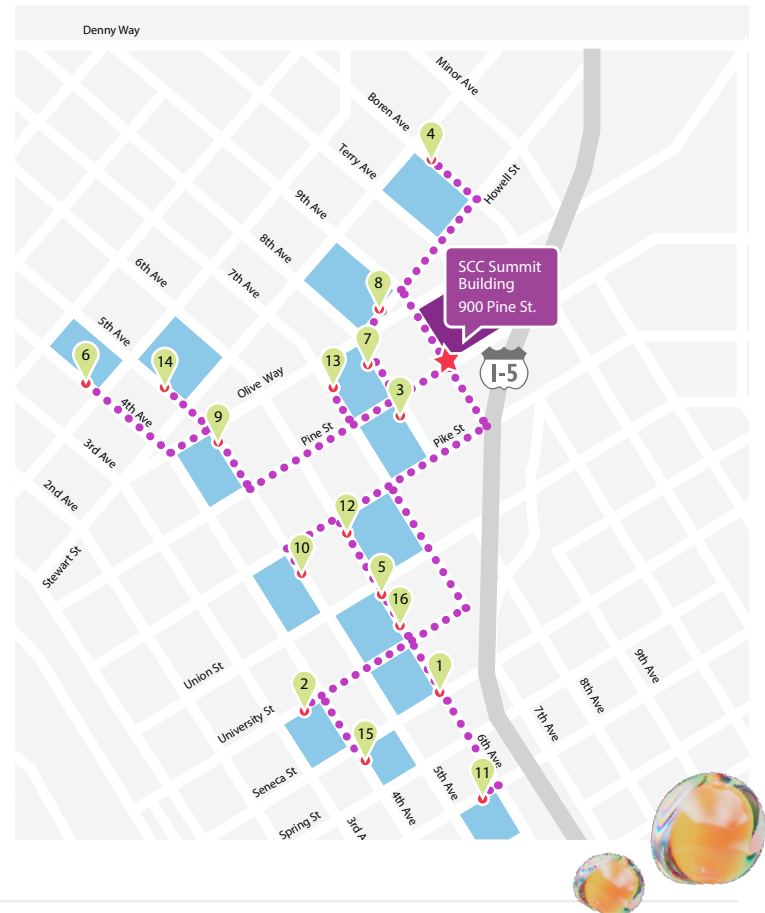 Denny Way
Minor Ave
Boren Ave
4
Terry Ave
Howell St
9th Ave
8th Ave
SCC Summit
Building
900 Pine St.
6th Ave
7th Ave
8
5th Ave
7
6
14
13
I-5
Olive Way
3
4th Ave
9
Pine St
Pike St
3rd Ave
2nd Ave
12
10
Stewart St
5
16
Union St
1
9th Ave
2
8th Ave
University St
7th Ave
15
6th Ave
11
Seneca St
5th Ave
4th Ave
Spring St
3rd A